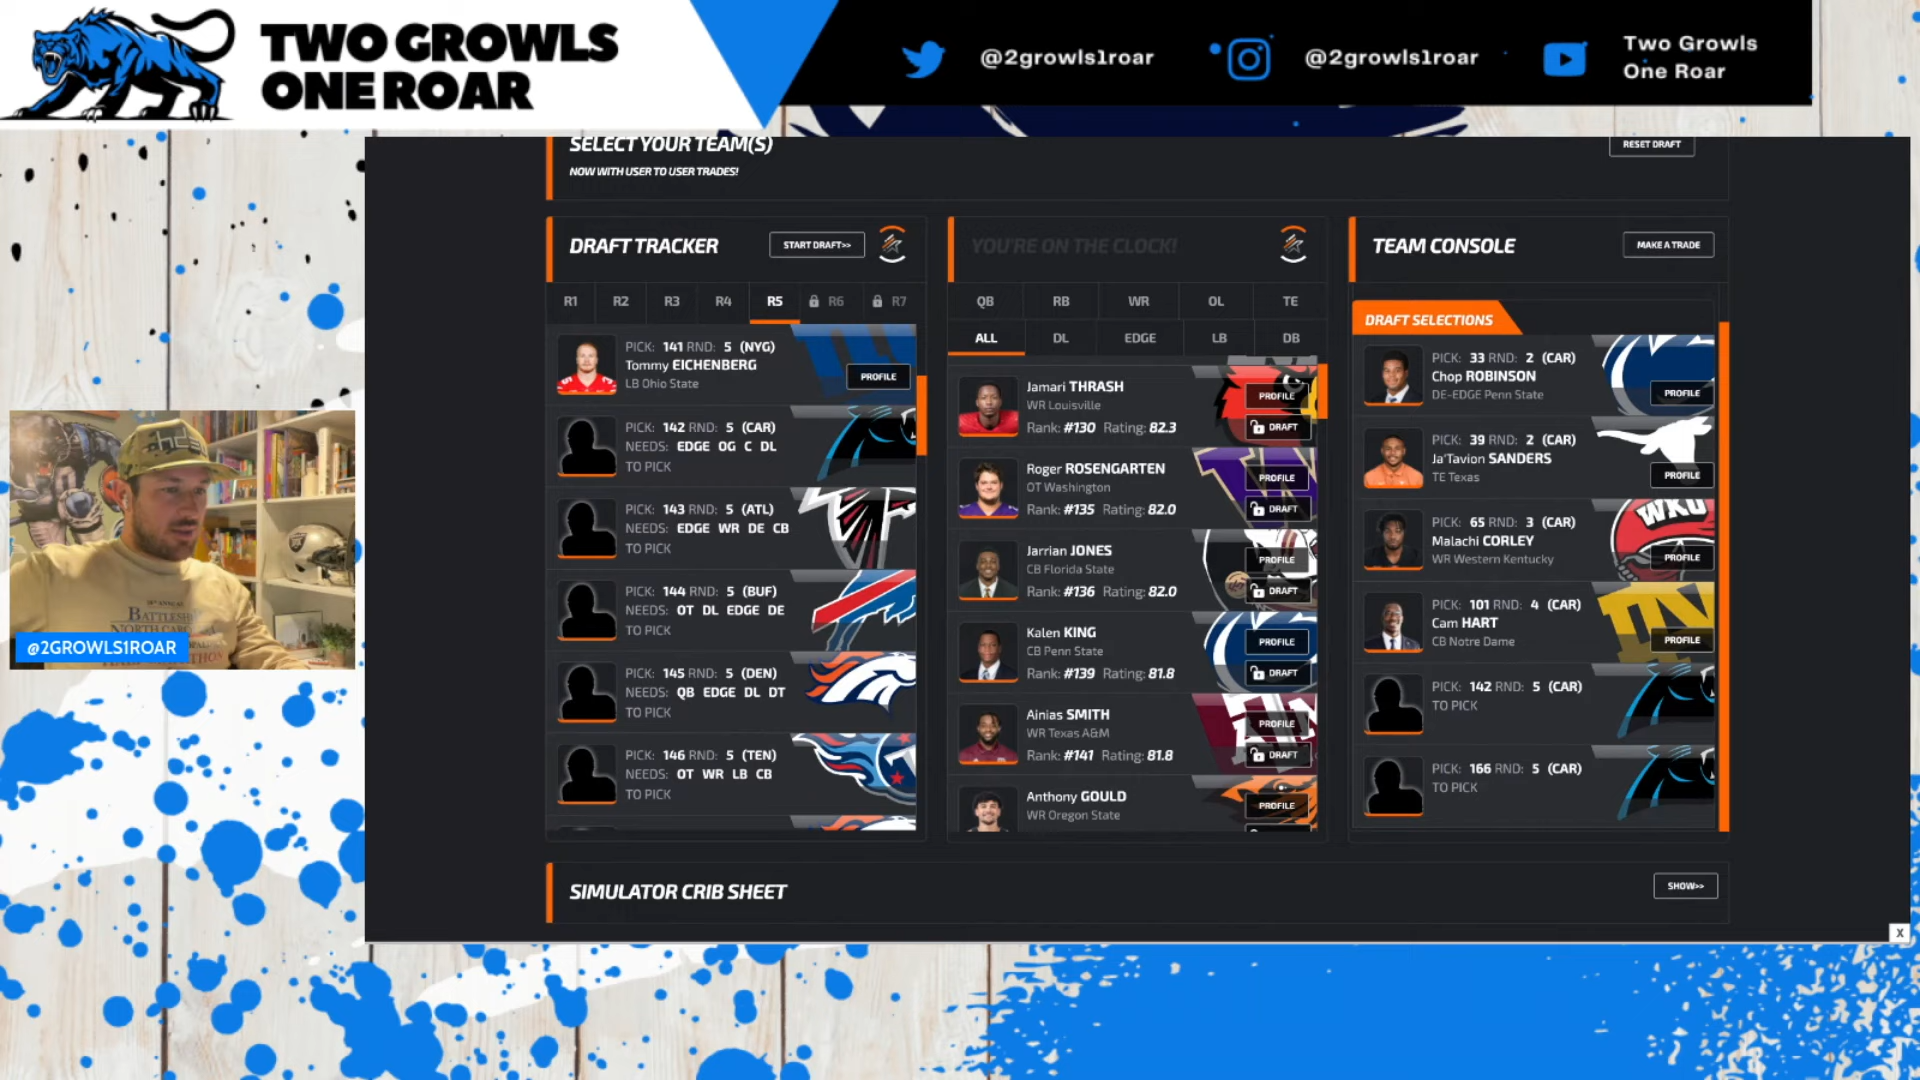 TWO GROWLS
ONE ROAR
@2growls1roar
@2growls1roar
Two Growls
One Roar
SELECT YOUR TEAM(S)
NOW WITH USER TO USER TRADES!
RESET DRAFT
DRAFT TRACKER
START DRAFT>>
R1 R2 R3 R4 R5 R6 R7
PICK: 141 RND: 5 (NYG)
Tommy EICHENBERG
LB Ohio State
PROFILE
PICK: 142 RND: 5 (CAR)
NEEDS: EDGE OG C DL
TO PICK
PICK: 143 RND: 5 (ATL)
NEEDS: EDGE WR DE CB
TO PICK
PICK: 144 RND: 5 (BUF)
NEEDS: OT DL EDGE DE
TO PICK
PICK: 145 RND: 5 (DEN)
NEEDS: QB EDGE DL DT
TO PICK
PICK: 146 RND: 5 (TEN)
NEEDS: OT WR LB CB
TO PICK
YOU'RE ON THE CLOCK!
QB RB WR OL TE
ALL DL EDGE LB DB
Jamari THRASH
WR Louisville
Rank: #130 Rating: 82.3
PROFILE
DRAFT
Roger ROSENGARTEN
OT Washington
Rank: #135 Rating: 82.0
PROFILE
DRAFT
Jarrian JONES
CB Florida State
Rank: #136 Rating: 82.0
PROFILE
DRAFT
Kalen KING
CB Penn State
Rank: #139 Rating: 81.8
PROFILE
DRAFT
Ainias SMITH
WR Texas A&M
Rank: #141 Rating: 81.8
PROFILE
DRAFT
Anthony GOULD
WR Oregon State
PROFILE
TEAM CONSOLE
MAKE A TRADE
DRAFT SELECTIONS
PICK: 33 RND: 2 (CAR)
Chop ROBINSON
DE-EDGE Penn State
PROFILE
PICK: 39 RND: 2 (CAR)
Ja'Tavion SANDERS
TE Texas
PROFILE
PICK: 65 RND: 3 (CAR)
Malachi CORLEY
WR Western Kentucky
WKU
PROFILE
PICK: 101 RND: 4 (CAR)
Cam HART
CB Notre Dame
PROFILE
PICK: 142 RND: 5 (CAR)
TO PICK
PICK: 166 RND: 5 (CAR)
TO PICK
SIMULATOR CRIB SHEET
SHOW>>
X
BATTLESHIP
NORTH CAROLINA
@2GROWLS1ROAR